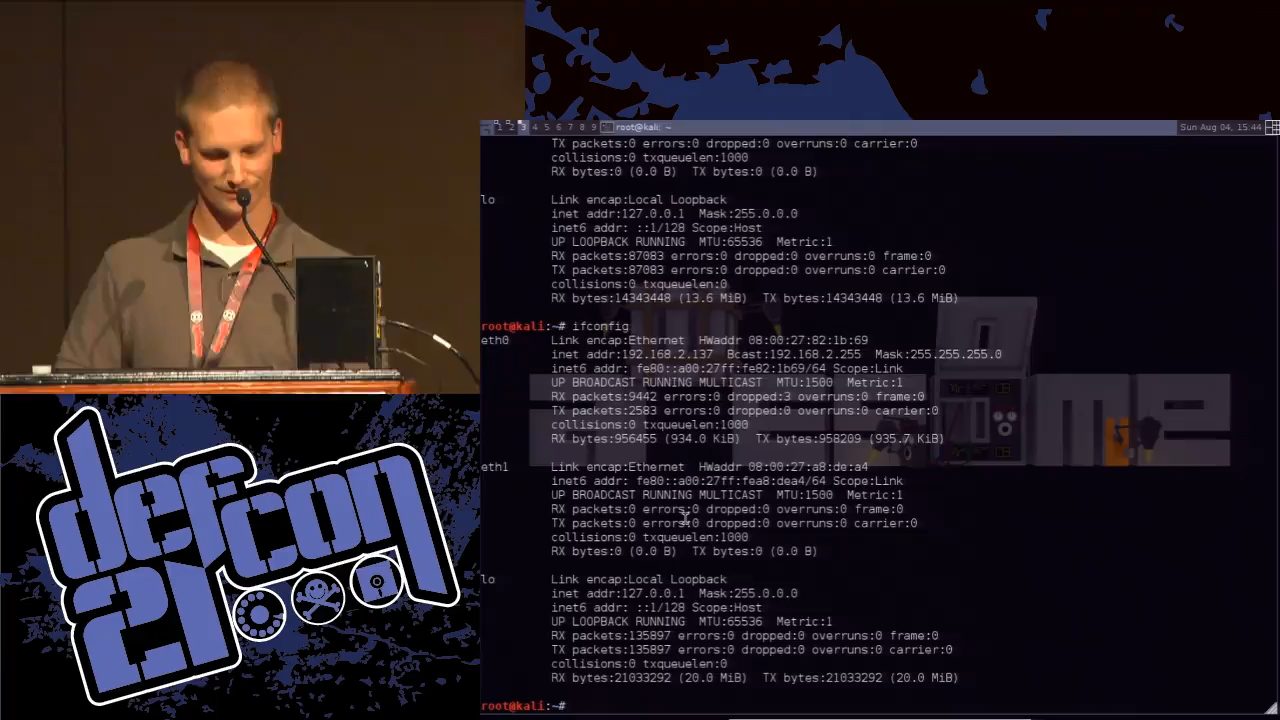 1 2 3 4 5 6 7 8 9 root@kali: ~ Sun Aug 04, 15.44
TX packets:0 errors:0 dropped:0 overruns:0 carrier:0
collisions:0 txqueuelen:1000
RX bytes:0 (0.0 B) TX bytes:0 (0.0 B)
lo Link encap:Local Loopback
inet addr:127.0.0.1 Mask:255.0.0.0
inet6 addr: ::1/128 Scope:Host
UP LOOPBACK RUNNING MTU:65536 Metric:1
RX packets:87083 errors:0 dropped:0 overruns:0 frame:0
TX packets:87083 errors:0 dropped:0 overruns:0 carrier:0
collisions:0 txqueuelen:0
RX bytes:14343448 (13.6 MiB) TX bytes:14343448 (13.6 MiB)
root@kali:~# ifconfig
eth0 Link encap:Ethernet HWaddr 08:00:27:82:1b:69
inet addr:192.168.2.137 Bcast:192.168.2.255 Mask:255.255.255.0
inet6 addr: fe80::a00:27ff:fe82:1b69/64 Scope:Link
UP BROADCAST RUNNING MULTICAST MTU:1500 Metric:1
RX packets:9442 errors:0 dropped:3 overruns:0 frame:0
TX packets:2583 errors:0 dropped:0 overruns:0 carrier:0
collisions:0 txqueuelen:1000
RX bytes:956455 (934.0 KiB) TX bytes:958209 (935.7 KiB)
eth1 Link encap:Ethernet HWaddr 08:00:27:a8:de:a4
inet6 addr: fe80::a00:27ff:fea8:dea4/64 Scope:Link
UP BROADCAST RUNNING MULTICAST MTU:1500 Metric:1
RX packets:0 errors:0 dropped:0 overruns:0 frame:0
TX packets:0 errors:0 dropped:0 overruns:0 carrier:0
collisions:0 txqueuelen:1000
RX bytes:0 (0.0 B) TX bytes:0 (0.0 B)
lo Link encap:Local Loopback
inet addr:127.0.0.1 Mask:255.0.0.0
inet6 addr: ::1/128 Scope:Host
UP LOOPBACK RUNNING MTU:65536 Metric:1
RX packets:135897 errors:0 dropped:0 overruns:0 frame:0
TX packets:135897 errors:0 dropped:0 overruns:0 carrier:0
collisions:0 txqueuelen:0
RX bytes:21033292 (20.0 MiB) TX bytes:21033292 (20.0 MiB)
root@kali:~#
defcon
21